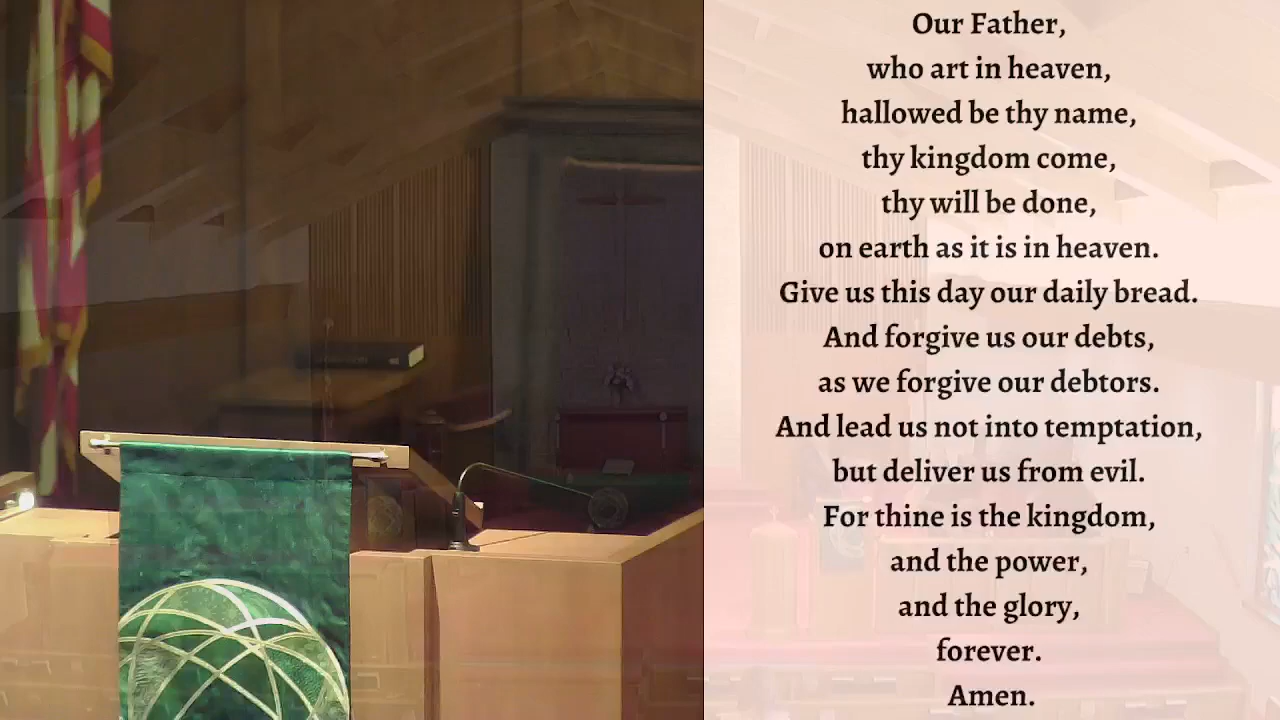 Our Father,
who art in heaven,
hallowed be thy name,
thy kingdom come,
thy will be done,
on earth as it is in heaven.
Give us this day our daily bread.
And forgive us our debts,
as we forgive our debtors.
And lead us not into temptation,
but deliver us from evil.
For thine is the kingdom,
and the power,
and the glory,
forever.
Amen.